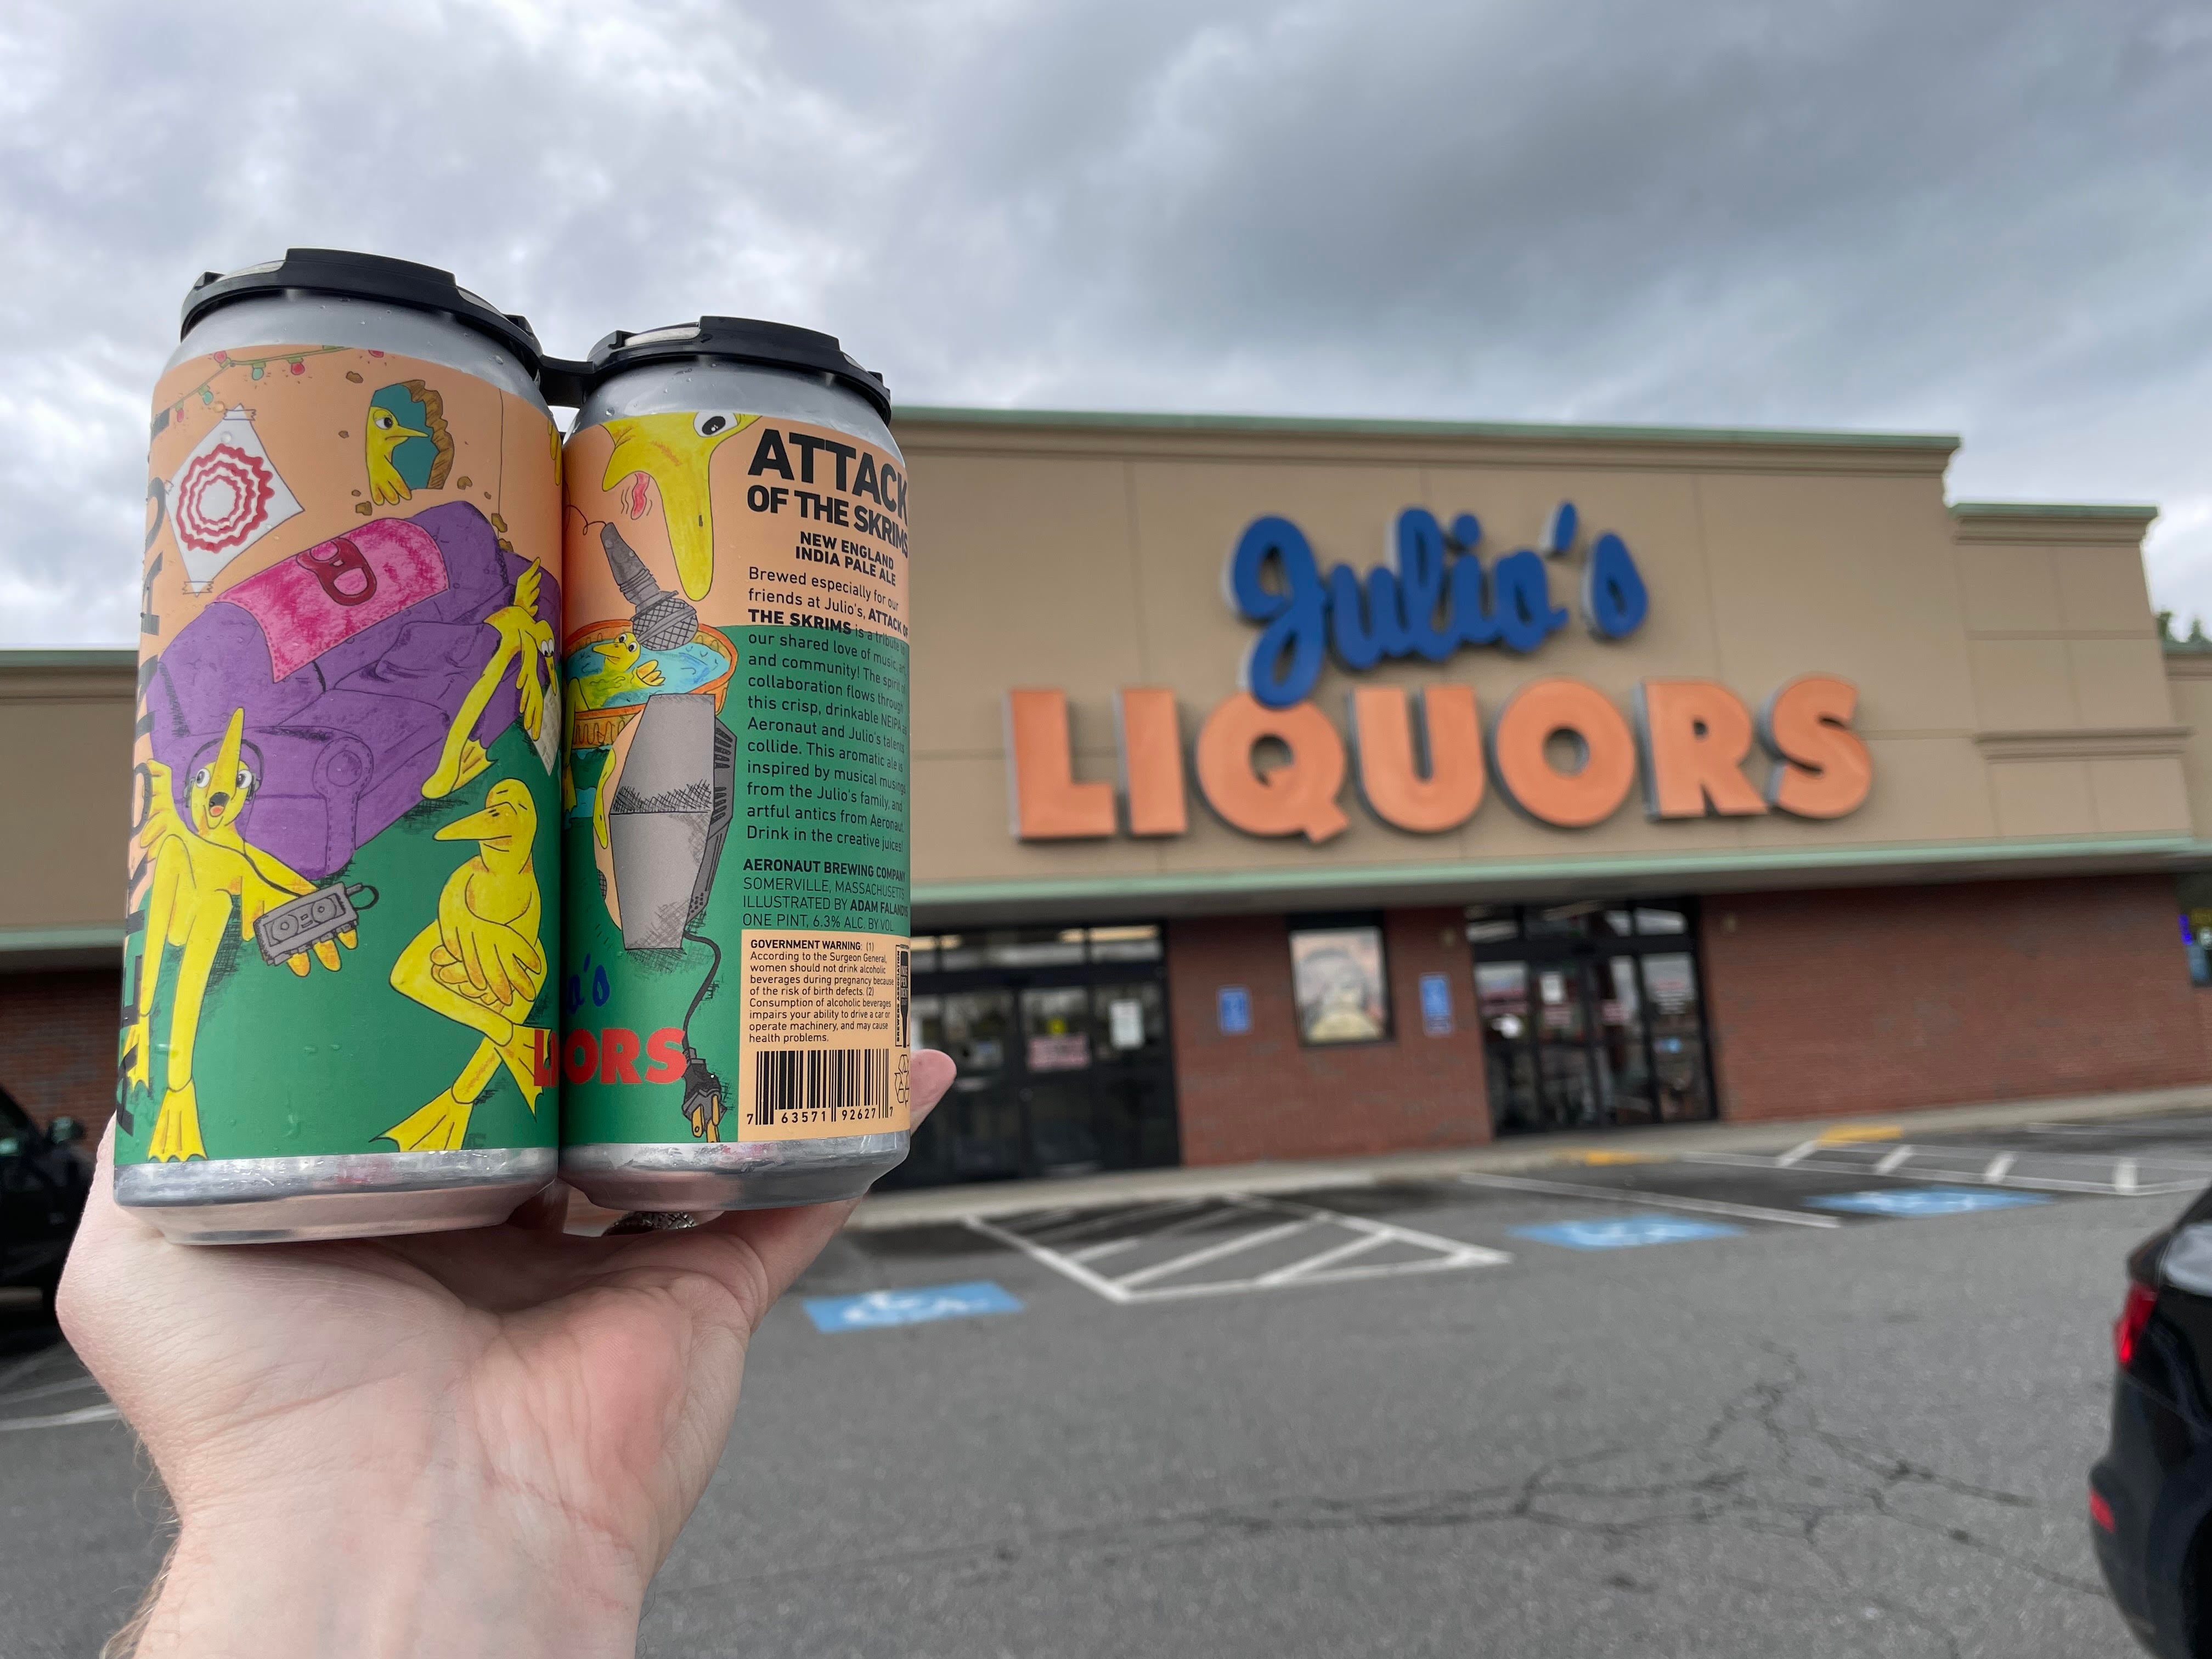 ATTACK
OF THE SKRIMS
NEW ENGLAND
INDIA PALE ALE
Brewed especially for our
friends at Julio's, ATTACK OF
THE SKRIMS is a tribute to
our shared love of music, art
and community! The spirit of
collaboration flows through
this crisp, drinkable NEIPA as
Aeronaut and Julio's talents
collide. This aromatic ale is
inspired by musical musings
from the Julio's family, and
artful antics from Aeronaut.
Drink in the creative juices!
AERONAUT BREWING COMPANY
SOMERVILLE, MASSACHUSETTS
ILLUSTRATED BY ADAM
ONE PINT, 6.3% ALC. BY VOL.
GOVERNMENT WARNING: (1)
According to the Surgeon General,
women should not drink alcoholic
beverages during pregnancy because
of the risk of birth defects. (2)
Consumption of alcoholic beverages
impairs your ability to drive a car or
operate machinery, and may cause
health problems.
7 63571 92627 7
o's
ORS
Julio's
LIQUORS